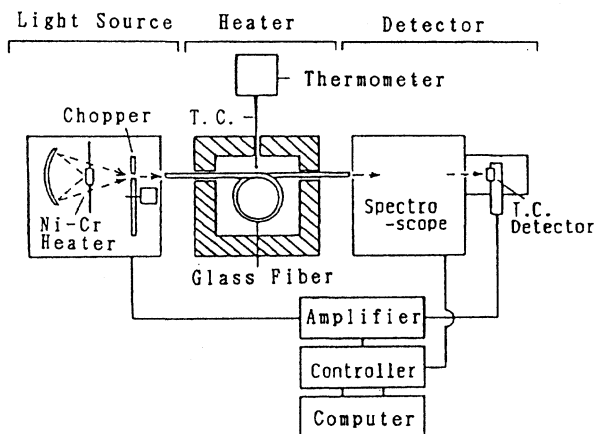 Light Source
Heater
Detector
Thermometer
T.C.
Chopper
Ni-Cr
Heater
Glass Fiber
Spectro
-scope
T.C.
Detector
Amplifier
Controller
Computer